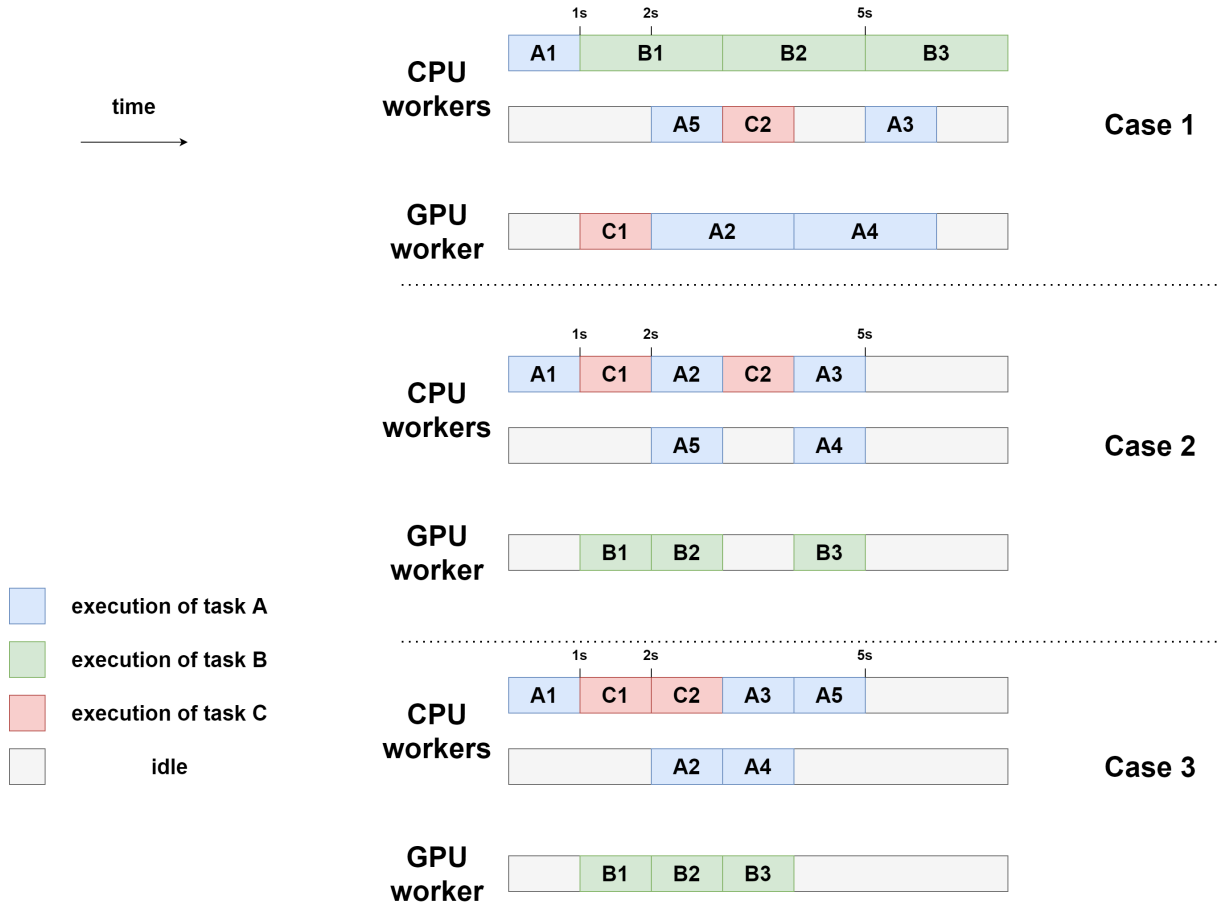 1s 2s 5s
A1 B1 B2 B3
CPU
workers
time
A5 C2 A3
Case 1
GPU
worker
C1 A2 A4
1s 2s 5s
A1 C1 A2 C2 A3
CPU
workers
A5 A4
Case 2
GPU
worker
B1 B2 B3
execution of task A
execution of task B
execution of task C
idle
1s 2s 5s
A1 C1 C2 A3 A5
CPU
workers
A2 A4
Case 3
GPU
worker
B1 B2 B3